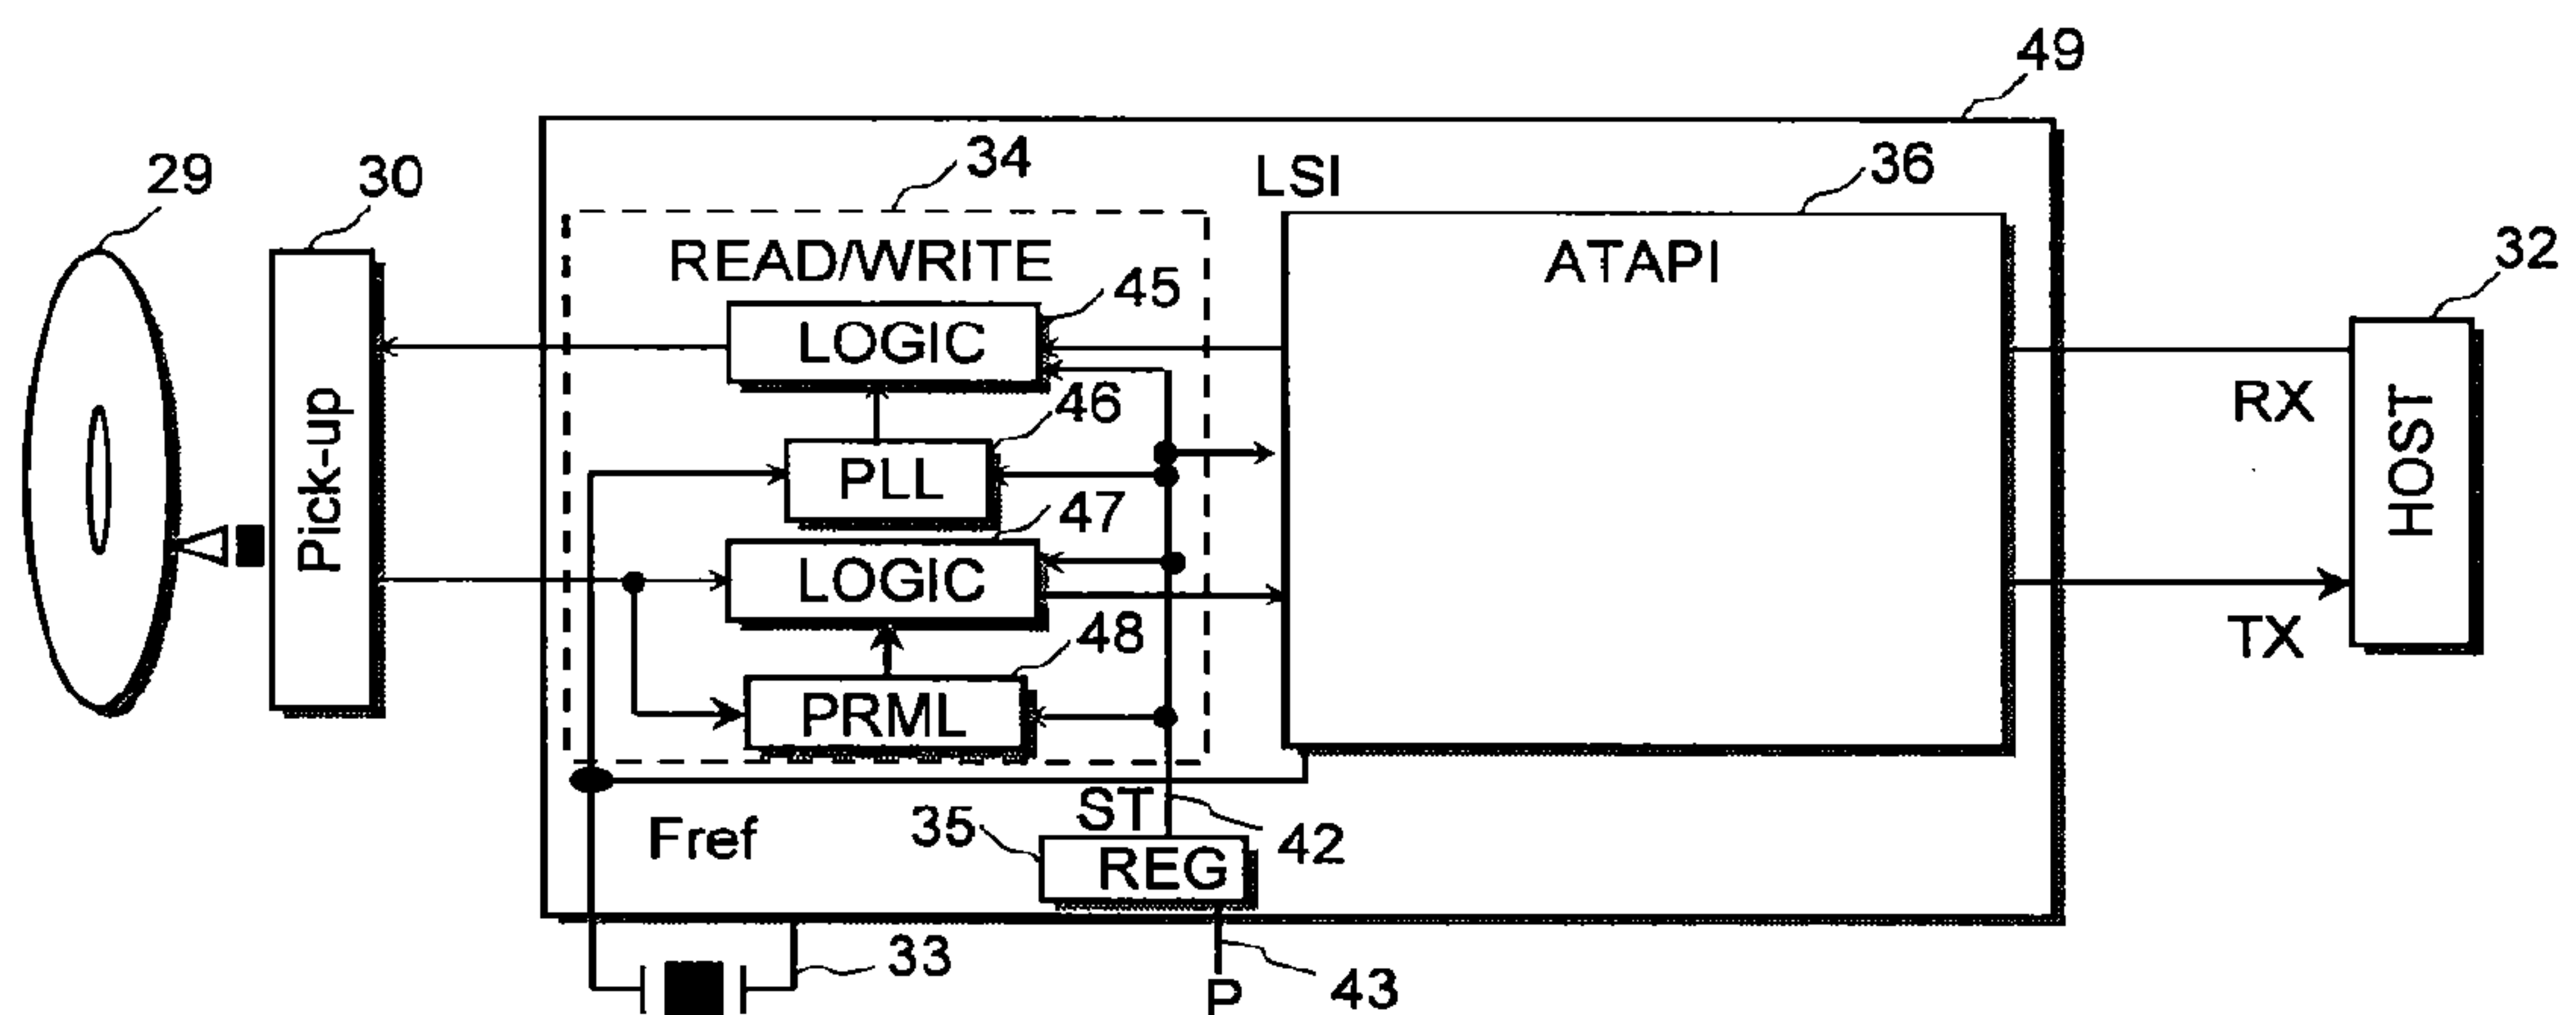 49
29
30
34
LSI
36
READ/WRITE
ATAPI
32
45
LOGIC
46
RX
PLL
Pick-up
HOST
47
LOGIC
48
TX
PRML
ST
Fref
35
42
REG
33
P
43